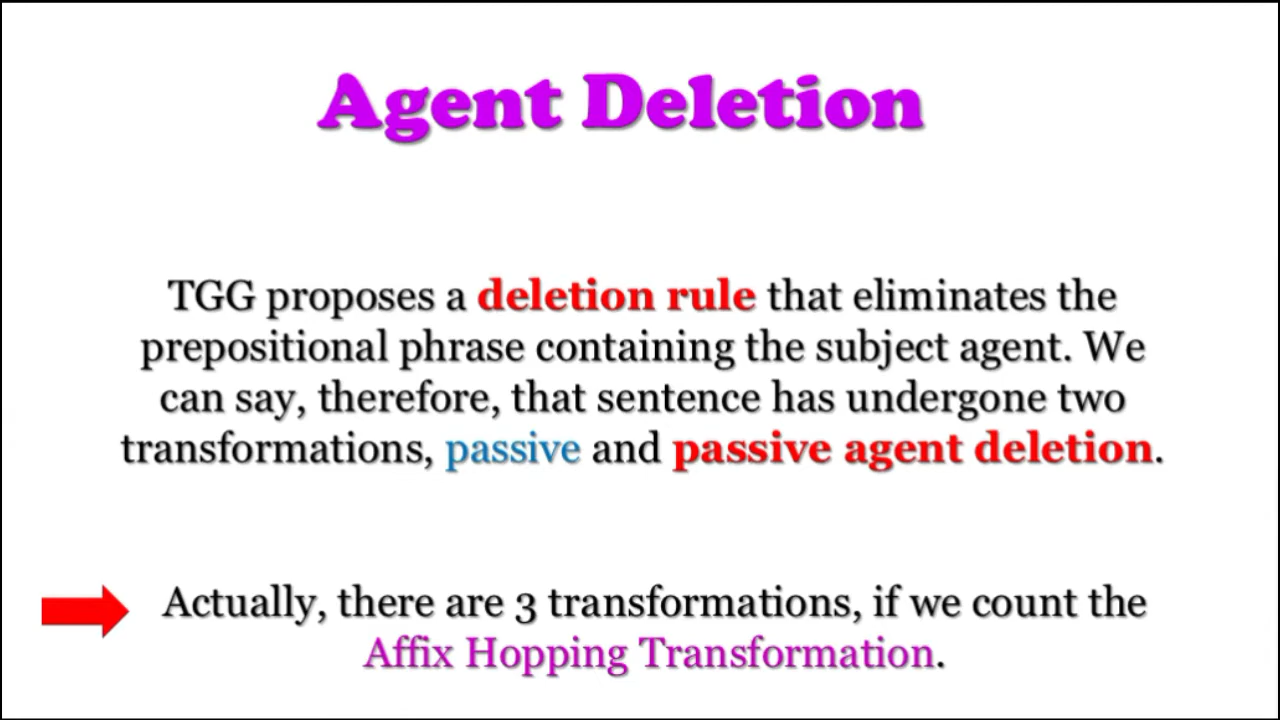 Agent Deletion
TGG proposes a deletion rule that eliminates the
prepositional phrase containing the subject agent. We
can say, therefore, that sentence has undergone two
transformations, passive and passive agent deletion.
Actually, there are 3 transformations, if we count the
Affix Hopping Transformation.